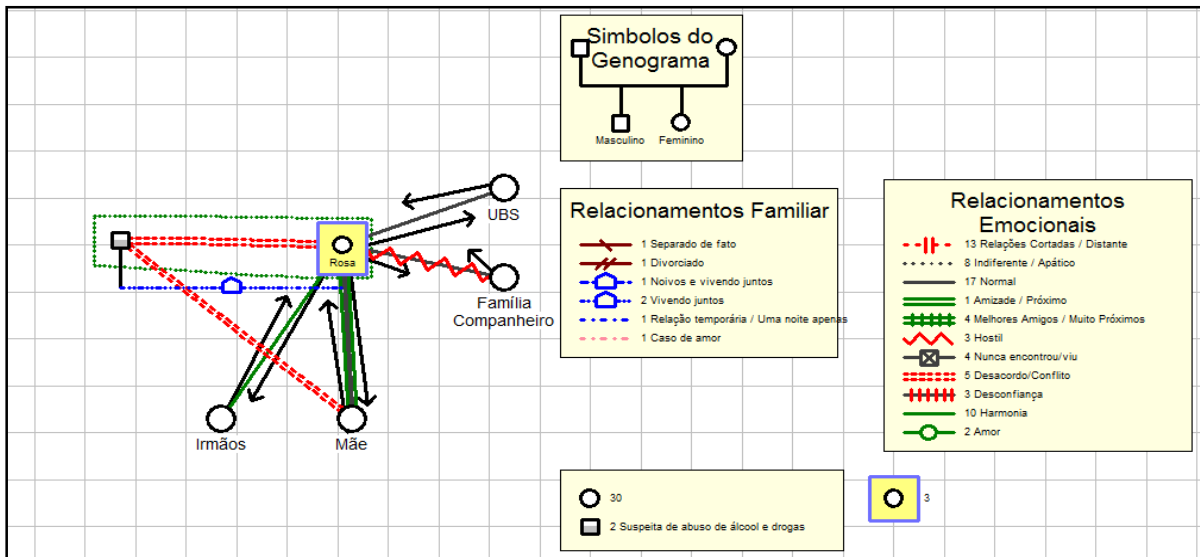 Simbolos do
Genograma
Masculino
Feminino
UBS
Rosa
Família
Companheiro
Irmãos
Mãe
Relacionamentos Familiar
1 Separado de fato
1 Divorciado
1 Noivos e vivendo juntos
2 Vivendo juntos
1 Relação temporária / Uma noite apenas
1 Caso de amor
Relacionamentos
Emocionais
13 Relações Cortadas / Distante
8 Indiferente / Apático
17 Normal
1 Amizade / Próximo
4 Melhores Amigos / Muito Próximos
3 Hostil
4 Nunca encontrou/viu
5 Desacordo/Conflito
3 Desconfiança
10 Harmonia
2 Amor
30
2 Suspeita de abuso de álcool e drogas
3